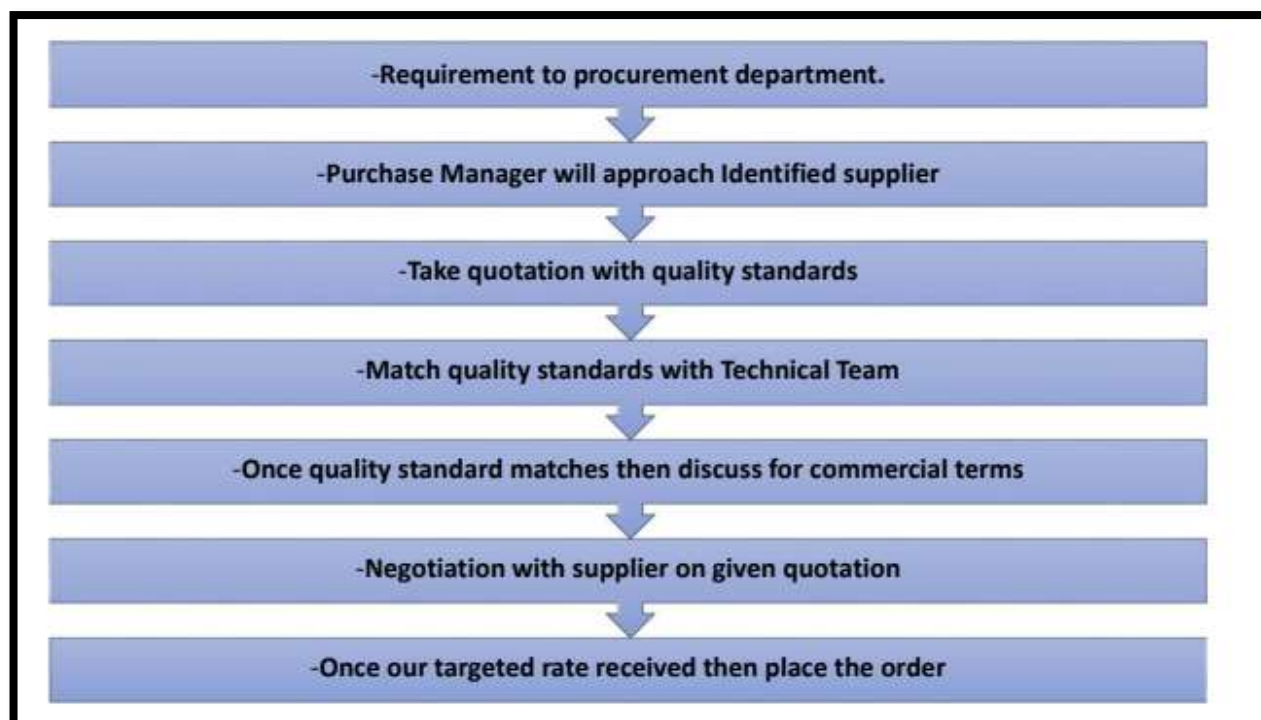 -Requirement to procurement department.
-Purchase Manager will approach Identified supplier
-Take quotation with quality standards
-Match quality standards with Technical Team
-Once quality standard matches then discuss for commercial terms
-Negotiation with supplier on given quotation
-Once our targeted rate received then place the order